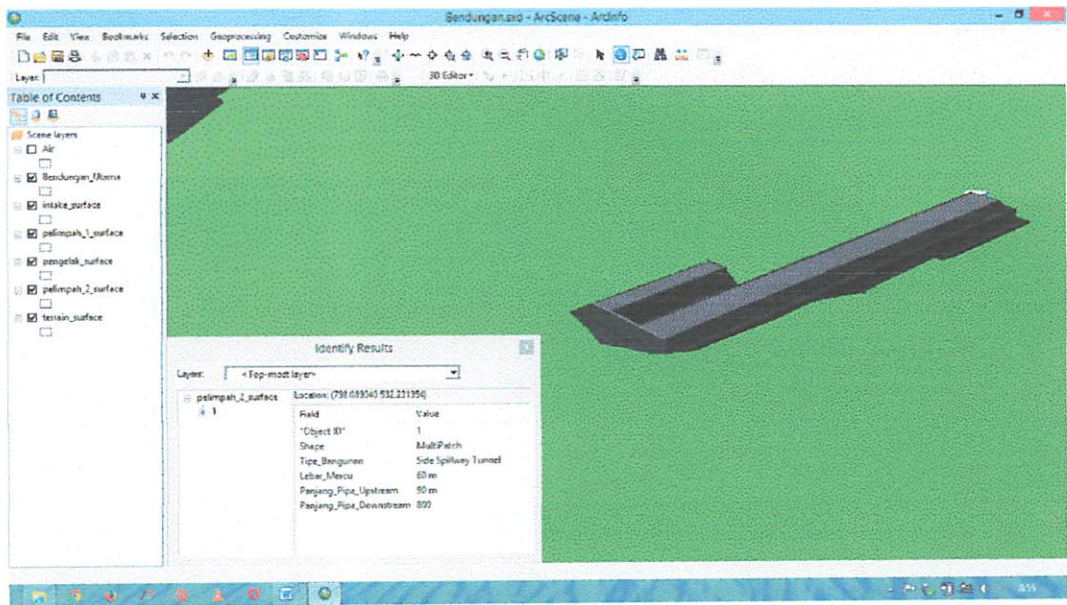 Bendungan.sxd - ArcScene - ArcInfo
File Edit View Bookmarks Selection Geoprocessing Customize Windows Help
Layer:
3D Editor
Table of Contents
Scene layers
Air
Bendungan_Utama
intake_surface
pelimpah_1_surface
pengelak_surface
pelimpah_2_surface
terrain_surface
Identify Results
Layers: <Top-most layer>
pelimpah_2_surface
1
Location:
Field Value
"Object ID" 1
Shape MultiPatch
Tipe_Bangunan Side Spillway Tunnel
Lebar_Mercu 60 m
Panjang_Pipa_Upstream 90 m
Panjang_Pipa_Downstream 800